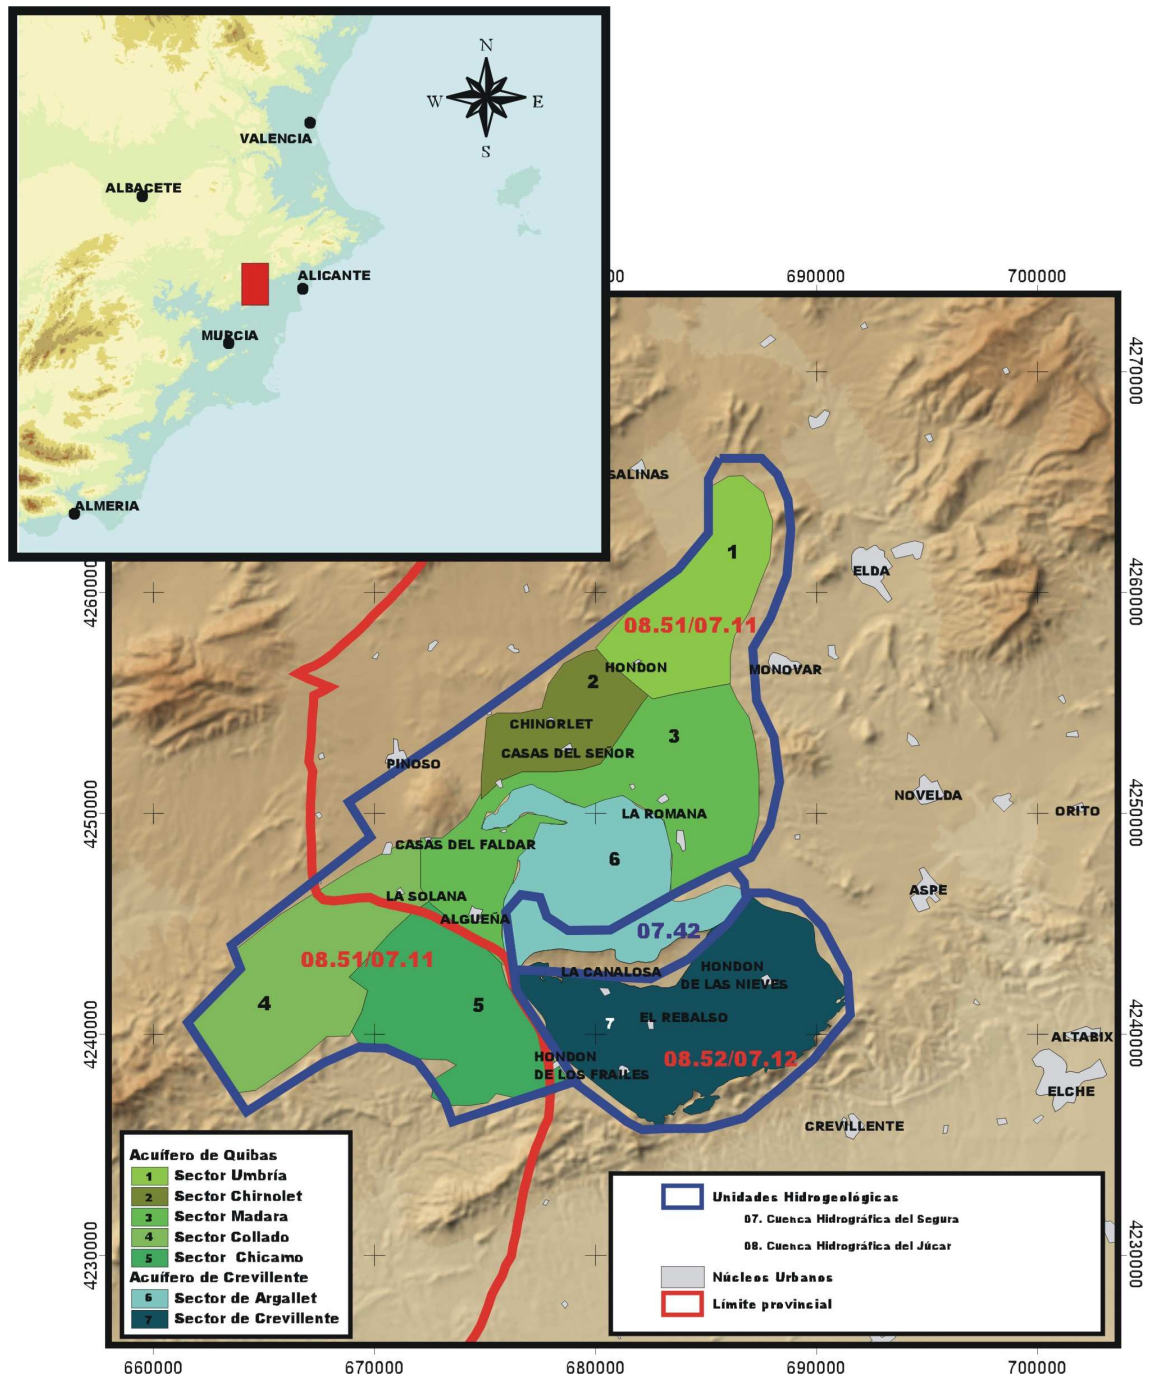 N
W
E
S
VALENCIA
ALBACETE
ALICANTE
MURCIA
ALMERIA
690000
700000
4270000
SALINAS
1
ELDA
4260000
4260000
08.51/07.11
HONDON
MONOVAR
2
CHINORLET
3
CASAS DEL SEÑOR
PINOSO
NOVELDA
LA ROMANA
ORITO
4250000
4250000
CASAS DEL FALDAR
6
ASPE
LA SOLANA
ALGUEÑA
07.42
08.51/07.11
LA CANALOSA
HONDON
DE LAS NIEVES
4
5
7
EL REBALSO
4240000
4240000
ALTABIX
HONDON
DE LOS FRAILES
08.52/07.12
ELCHE
CREVILLENTE
Acuífero de Quibas
1 Sector Umbría
2 Sector Chirnolet
3 Sector Madara
4 Sector Collado
5 Sector Chicamo
Acuífero de Crevillente
6 Sector de Argallet
7 Sector de Crevillente
Unidades Hidrogeológicas
07. Cuenca Hidrográfica del Segura
08. Cuenca Hidrográfica del Júcar
Núcleos Urbanos
Límite provincial
4230000
4230000
660000
670000
680000
690000
700000